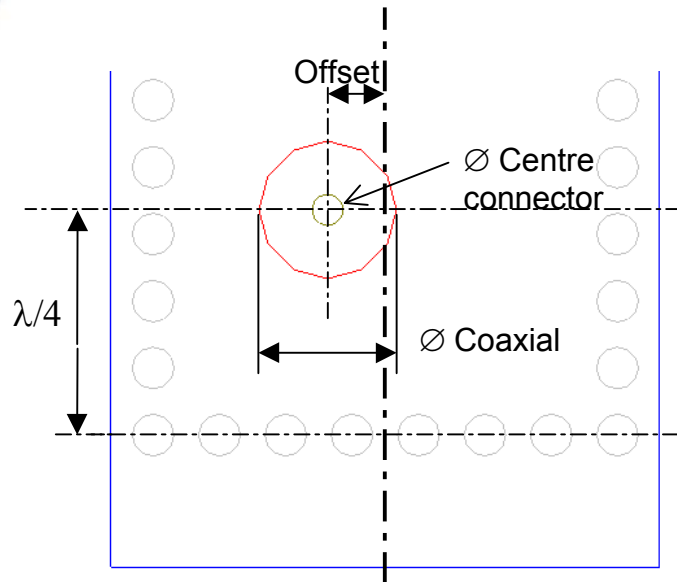 Offset
∅ Centre
connector
λ/4
∅ Coaxial